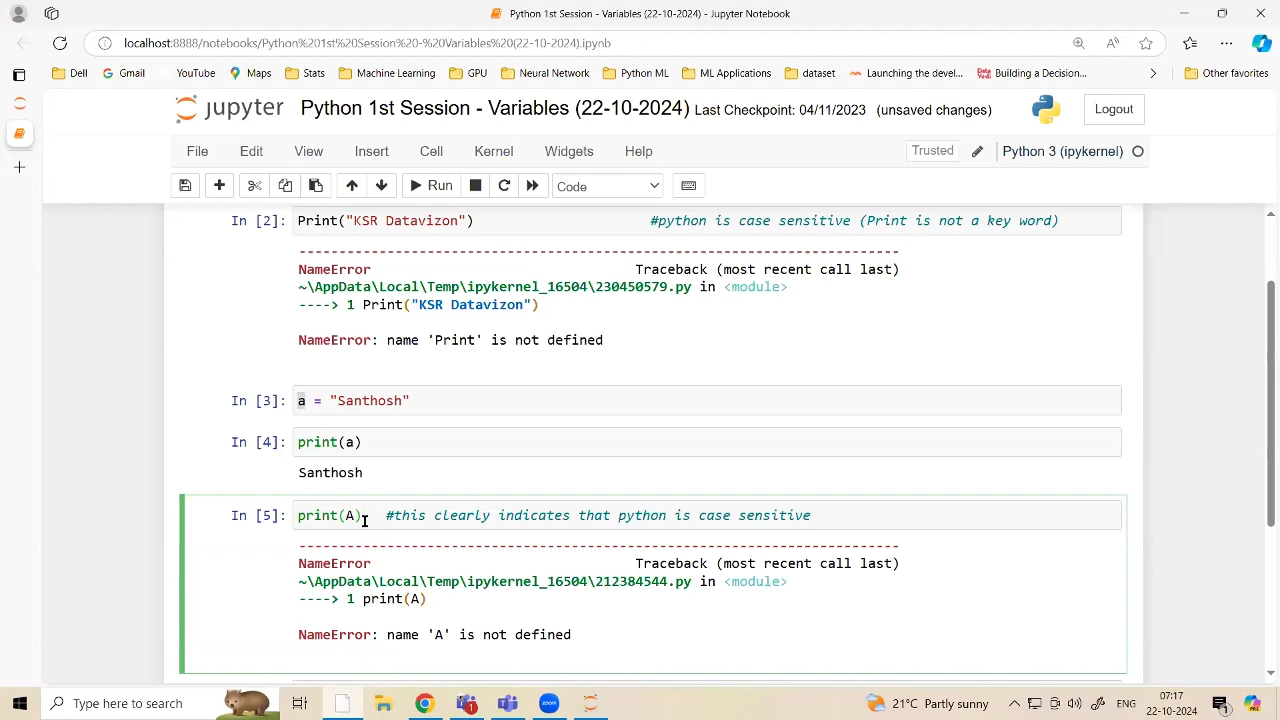 Python 1st Session - Variables (22-10-2024) - Jupyter Notebook
localhost:8888/notebooks/Python%201st%20Session%20-%20Variables%20(22-10-2024).ipynb
Dell Gmail YouTube Maps Stats Machine Learning GPU Neural Network Python ML ML Applications dataset Launching the devel... Building a Decision... Other favorites
jupyter Python 1st Session - Variables (22-10-2024) Last Checkpoint: 04/11/2023 (unsaved changes) Logout
File Edit View Insert Cell Kernel Widgets Help Trusted Python 3 (ipykernel)
Run Code
In [2]: Print("KSR Datavizon") #python is case sensitive (Print is not a key word)
---------------------------------------------------------------------------
NameError Traceback (most recent call last)
~\AppData\Local\Temp\ipykernel_16504\230450579.py in <module>
----> 1 Print("KSR Datavizon")
NameError: name 'Print' is not defined
In [3]: a = "Santhosh"
In [4]: print(a)
Santhosh
In [5]: print(A) #this clearly indicates that python is case sensitive
---------------------------------------------------------------------------
NameError Traceback (most recent call last)
~\AppData\Local\Temp\ipykernel_16504\212384544.py in <module>
----> 1 print(A)
NameError: name 'A' is not defined
Type here to search 1 zoom 21°C Partly sunny ENG 07:17 1
22-10-2024